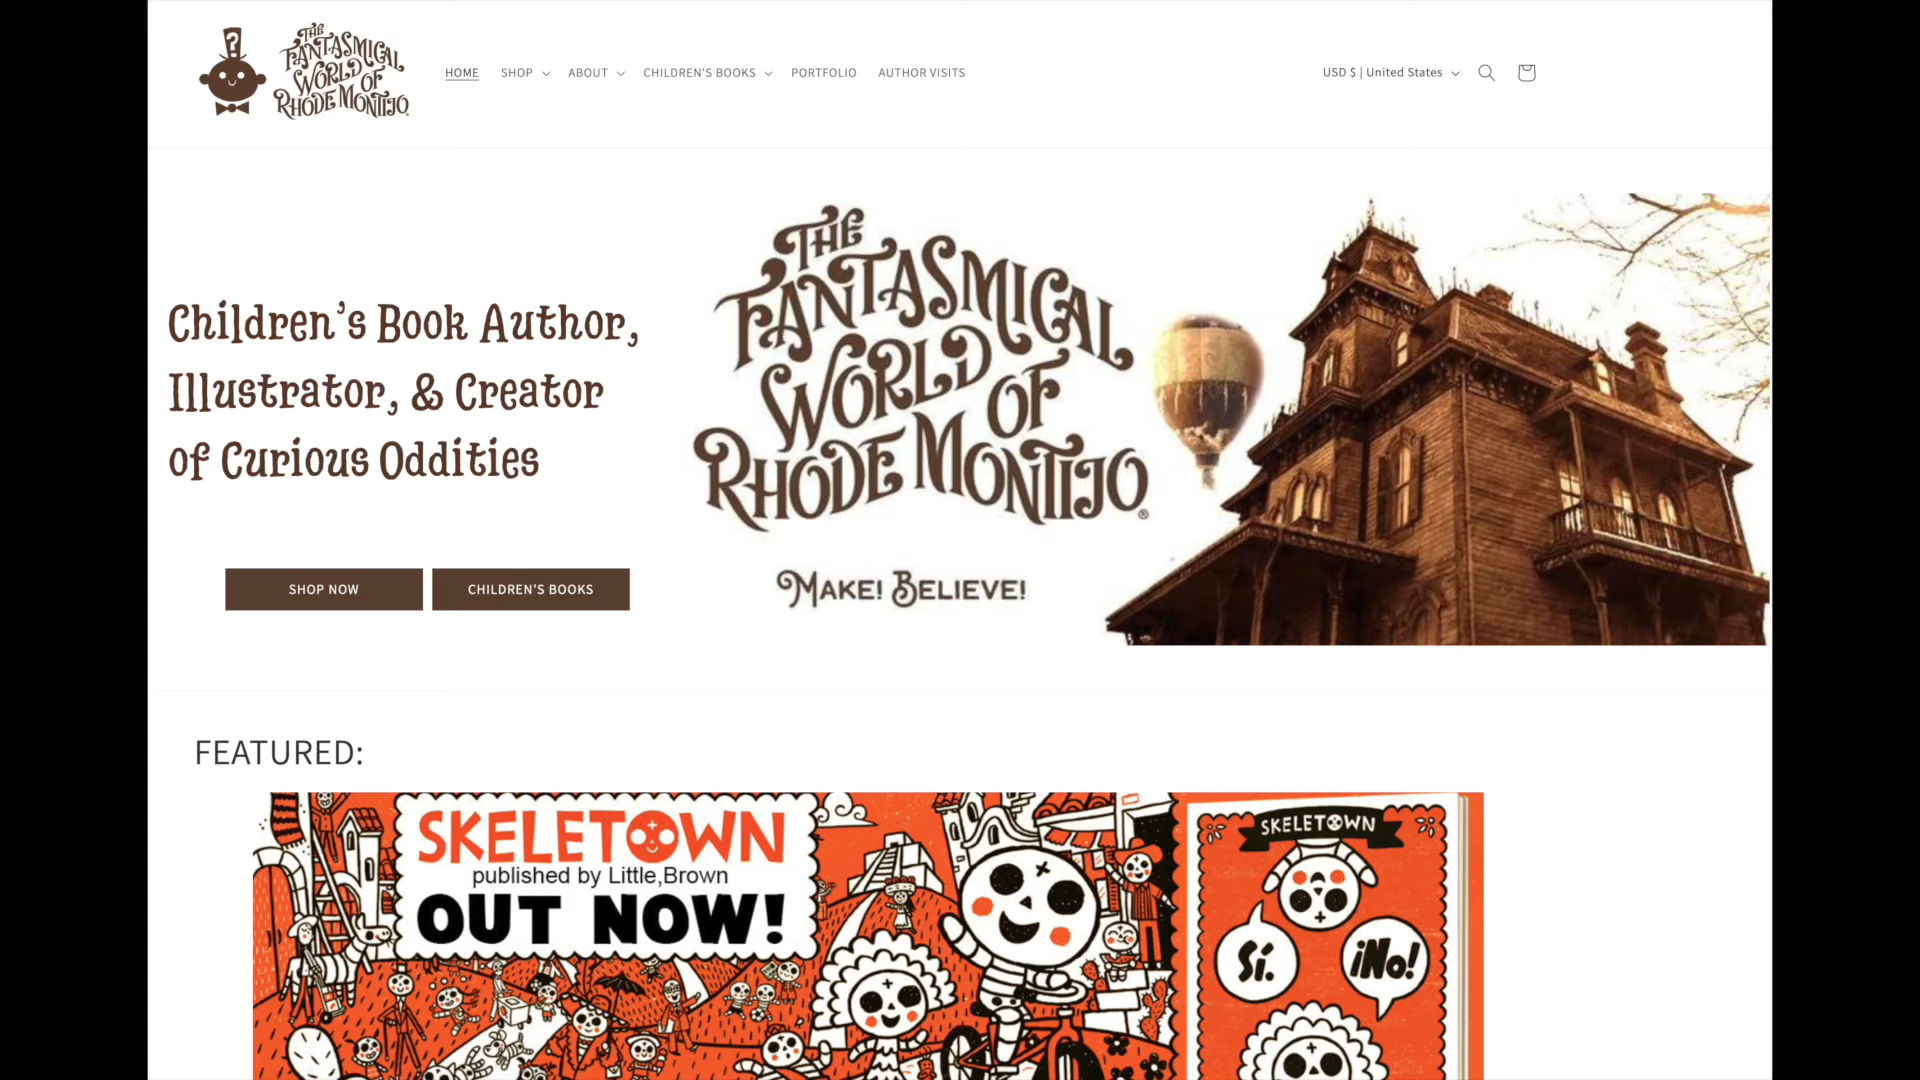 ?
THE
FANTASMICAL
WORLD OF
RHODE MONTIJO
HOME
SHOP
ABOUT
CHILDREN'S BOOKS
PORTFOLIO
AUTHOR VISITS
USD $ | United States
Children’s Book Author,
Illustrator, & Creator
of Curious Oddities
SHOP NOW
CHILDREN'S BOOKS
THE
FANTASMICAL
WORLD
OF
RHODE MONTIJO®
MAKE! BELIEVE!
FEATURED:
SKELETOWN
published by Little,Brown
OUT NOW!
SKELETOWN
Sí.
¡No!